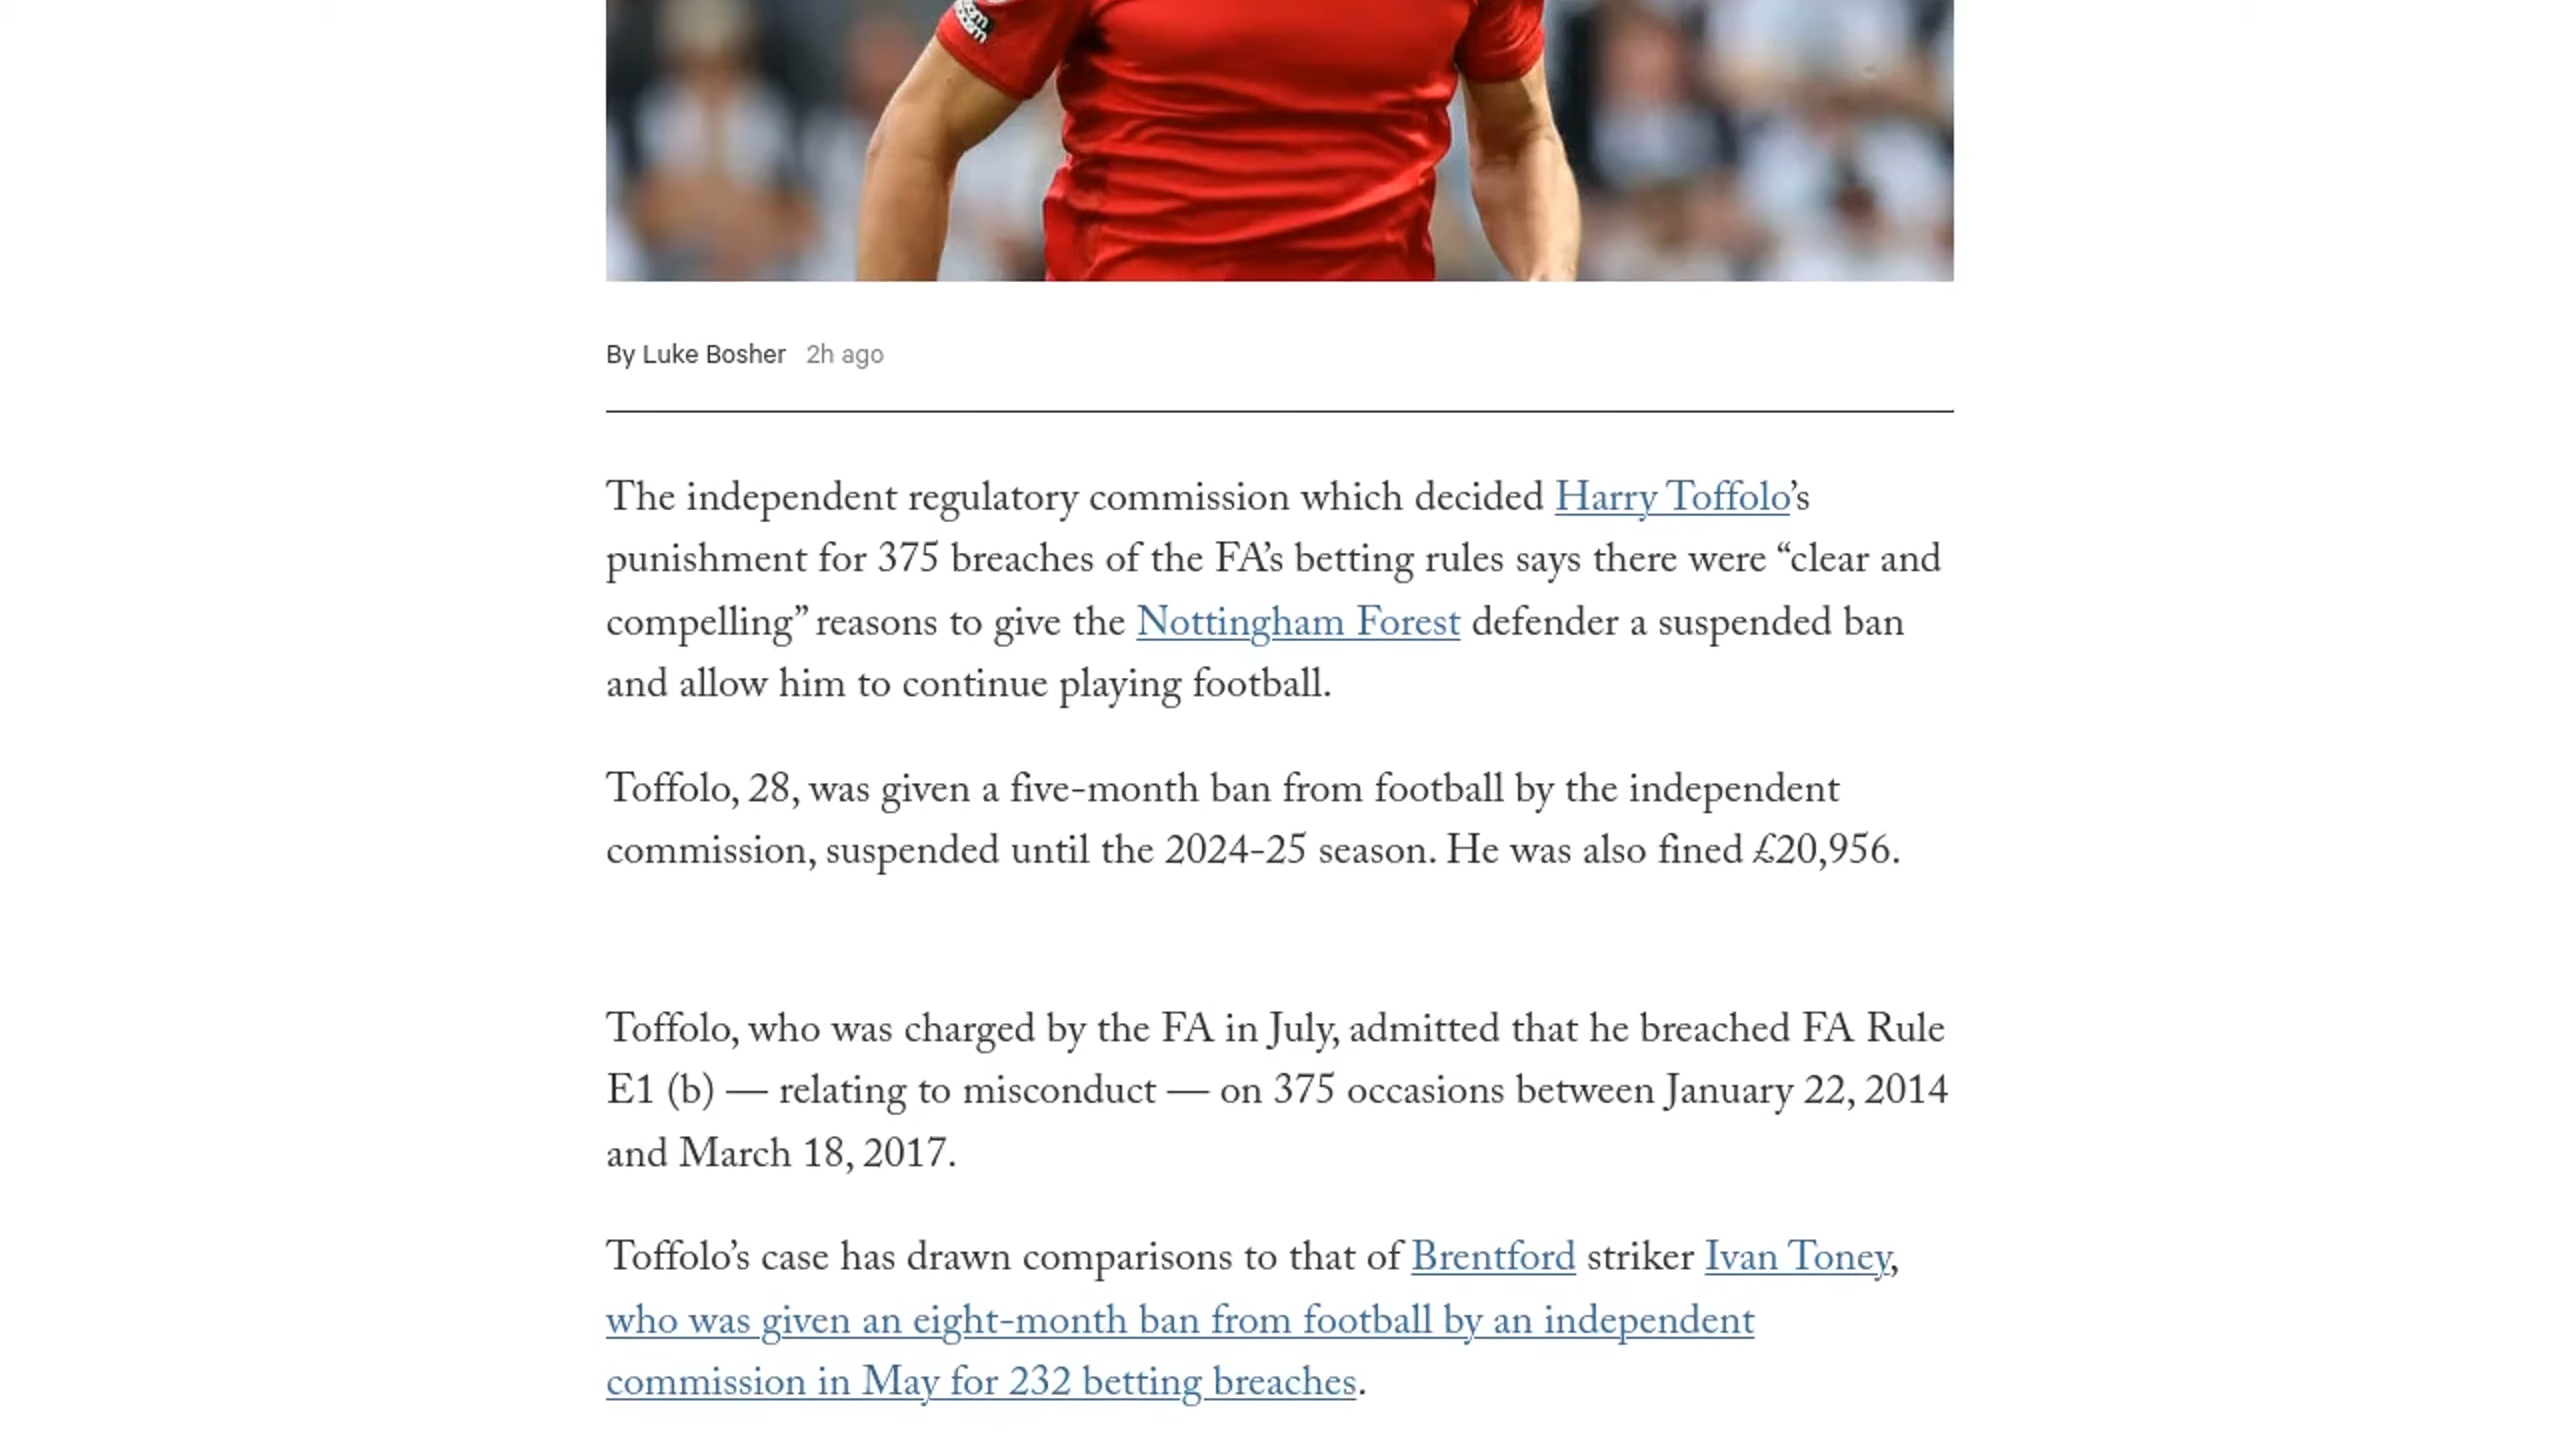 By Luke Bosher 2h ago
The independent regulatory commission which decided Harry Toffolo’s
punishment for 375 breaches of the FA’s betting rules says there were “clear and
compelling” reasons to give the Nottingham Forest defender a suspended ban
and allow him to continue playing football.
Toffolo, 28, was given a five-month ban from football by the independent
commission, suspended until the 2024-25 season. He was also fined £20,956.
Toffolo, who was charged by the FA in July, admitted that he breached FA Rule
E1 (b) — relating to misconduct — on 375 occasions between January 22, 2014
and March 18, 2017.
Toffolo’s case has drawn comparisons to that of Brentford striker Ivan Toney,
who was given an eight-month ban from football by an independent
commission in May for 232 betting breaches.